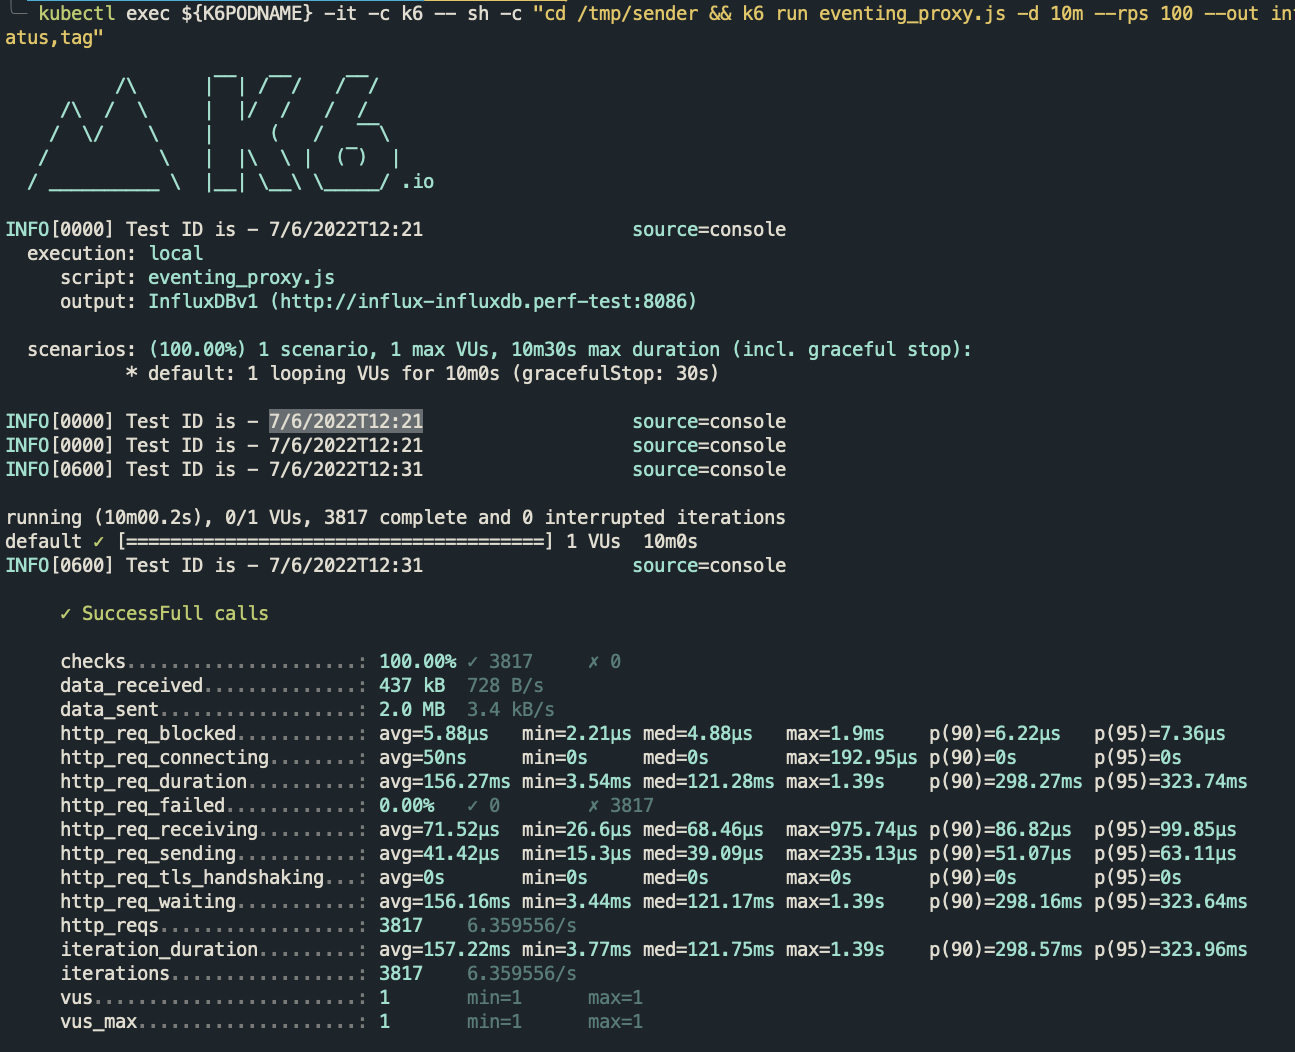 kubectl exec ${K6PODNAME} -it -c k6 -- sh -c "cd /tmp/sender && k6 run eventing_proxy.js -d 10m --rps 100 --out
atus,tag"
.io
INFO[0000] Test ID is - 7/6/2022T12:21 source=console
execution: local
script: eventing_proxy.js
output: InfluxDBv1 (http://influx-influxdb.perf-test:8086)
scenarios: (100.00%) 1 scenario, 1 max VUs, 10m30s max duration (incl. graceful stop):
* default: 1 looping VUs for 10m0s (gracefulStop: 30s)
INFO[0000] Test ID is - 7/6/2022T12:21 source=console
INFO[0000] Test ID is - 7/6/2022T12:21 source=console
INFO[0600] Test ID is - 7/6/2022T12:31 source=console
running (10m00.2s), 0/1 VUs, 3817 complete and 0 interrupted iterations
default ✓ [======================================] 1 VUs 10m0s
INFO[0600] Test ID is - 7/6/2022T12:31 source=console
✓ SuccessFull calls
checks.....................: 100.00% ✓ 3817 ✗ 0
data_received..............: 437 kB 728 B/s
data_sent..................: 2.0 MB 3.4 kB/s
http_req_blocked...........: avg=5.88µs min=2.21µs med=4.88µs max=1.9ms p(90)=6.22µs p(95)=7.36µs
http_req_connecting........: avg=50ns min=0s med=0s max=192.95µs p(90)=0s p(95)=0s
http_req_duration..........: avg=156.27ms min=3.54ms med=121.28ms max=1.39s p(90)=298.27ms p(95)=323.74ms
http_req_failed............: 0.00% ✓ 0 ✗ 3817
http_req_receiving.........: avg=71.52µs min=26.6µs med=68.46µs max=975.74µs p(90)=86.82µs p(95)=99.85µs
http_req_sending...........: avg=41.42µs min=15.3µs med=39.09µs max=235.13µs p(90)=51.07µs p(95)=63.11µs
http_req_tls_handshaking...: avg=0s min=0s med=0s max=0s p(90)=0s p(95)=0s
http_req_waiting...........: avg=156.16ms min=3.44ms med=121.17ms max=1.39s p(90)=298.16ms p(95)=323.64ms
http_reqs..................: 3817 6.359556/s
iteration_duration.........: avg=157.22ms min=3.77ms med=121.75ms max=1.39s p(90)=298.57ms p(95)=323.96ms
iterations.................: 3817 6.359556/s
vus........................: 1 min=1 max=1
vus_max....................: 1 min=1 max=1